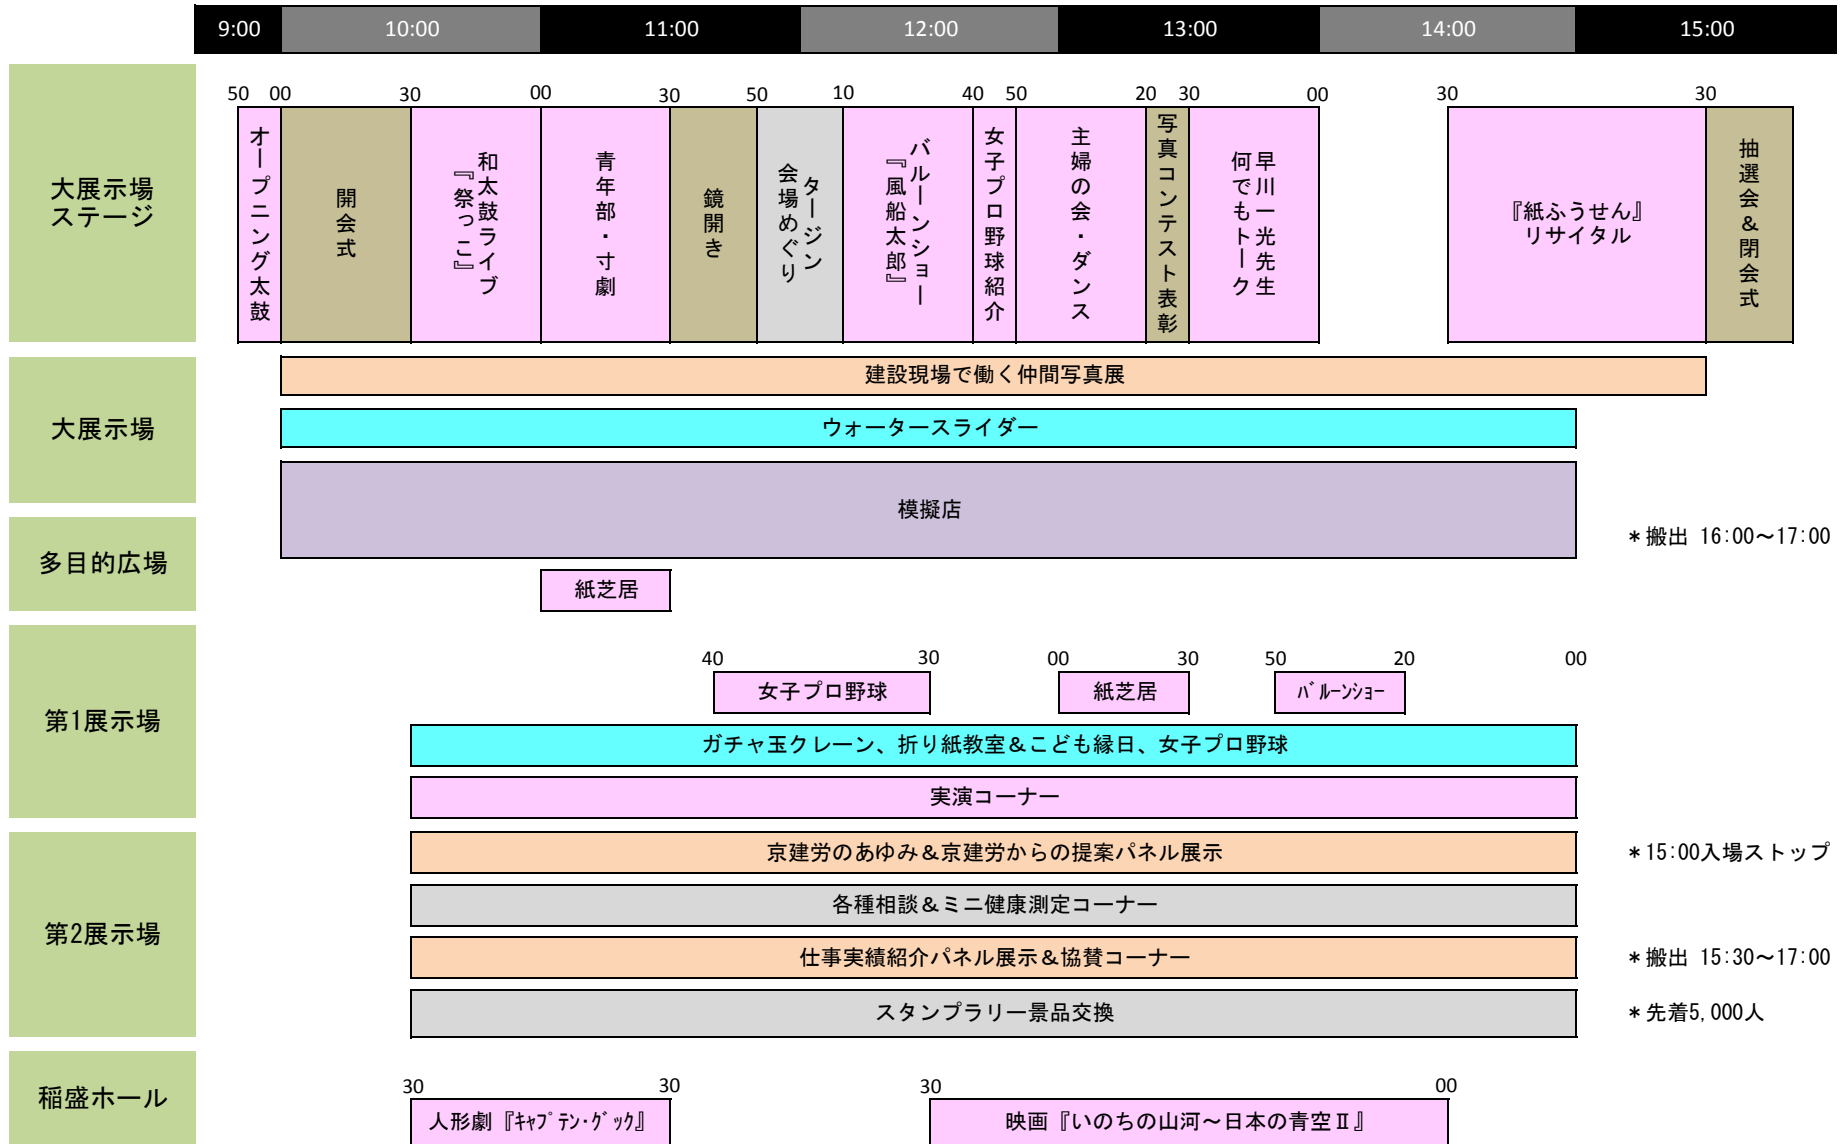 9:00 10:00 11:00 12:00 13:00 14:00 15:00
大展示場
ステージ
50 00 30 00 30 50 10 40 50 20 30 00 30 30
オープニング太鼓
開会式
和太鼓ライブ
『祭っこ』
青年部・寸劇
鏡開き
タージン
会場めぐり
バルーンショー
『風船太郎』
女子プロ野球紹介
主婦の会・ダンス
写真コンテスト表彰
早川一光先生
何でもトーク
『紙ふうせん』
リサイタル
抽選会&閉会式
大展示場
建設現場で働く仲間写真展
ウォータースライダー
模擬店
多目的広場
*搬出 16:00~17:00
紙芝居
第1展示場
40 30 00 30 50 20 00
女子プロ野球 紙芝居 バルーンショー
ガチャ玉クレーン、折り紙教室&こども縁日、女子プロ野球
実演コーナー
第2展示場
京建労のあゆみ&京建労からの提案パネル展示 *15:00入場ストップ
各種相談&ミニ健康測定コーナー
仕事実績紹介パネル展示&協賛コーナー *搬出 15:30~17:00
スタンプラリー景品交換 *先着5,000人
稲盛ホール
30 30 30 00
人形劇『キャプテン・グック』 映画『いのちの山河~日本の青空Ⅱ』